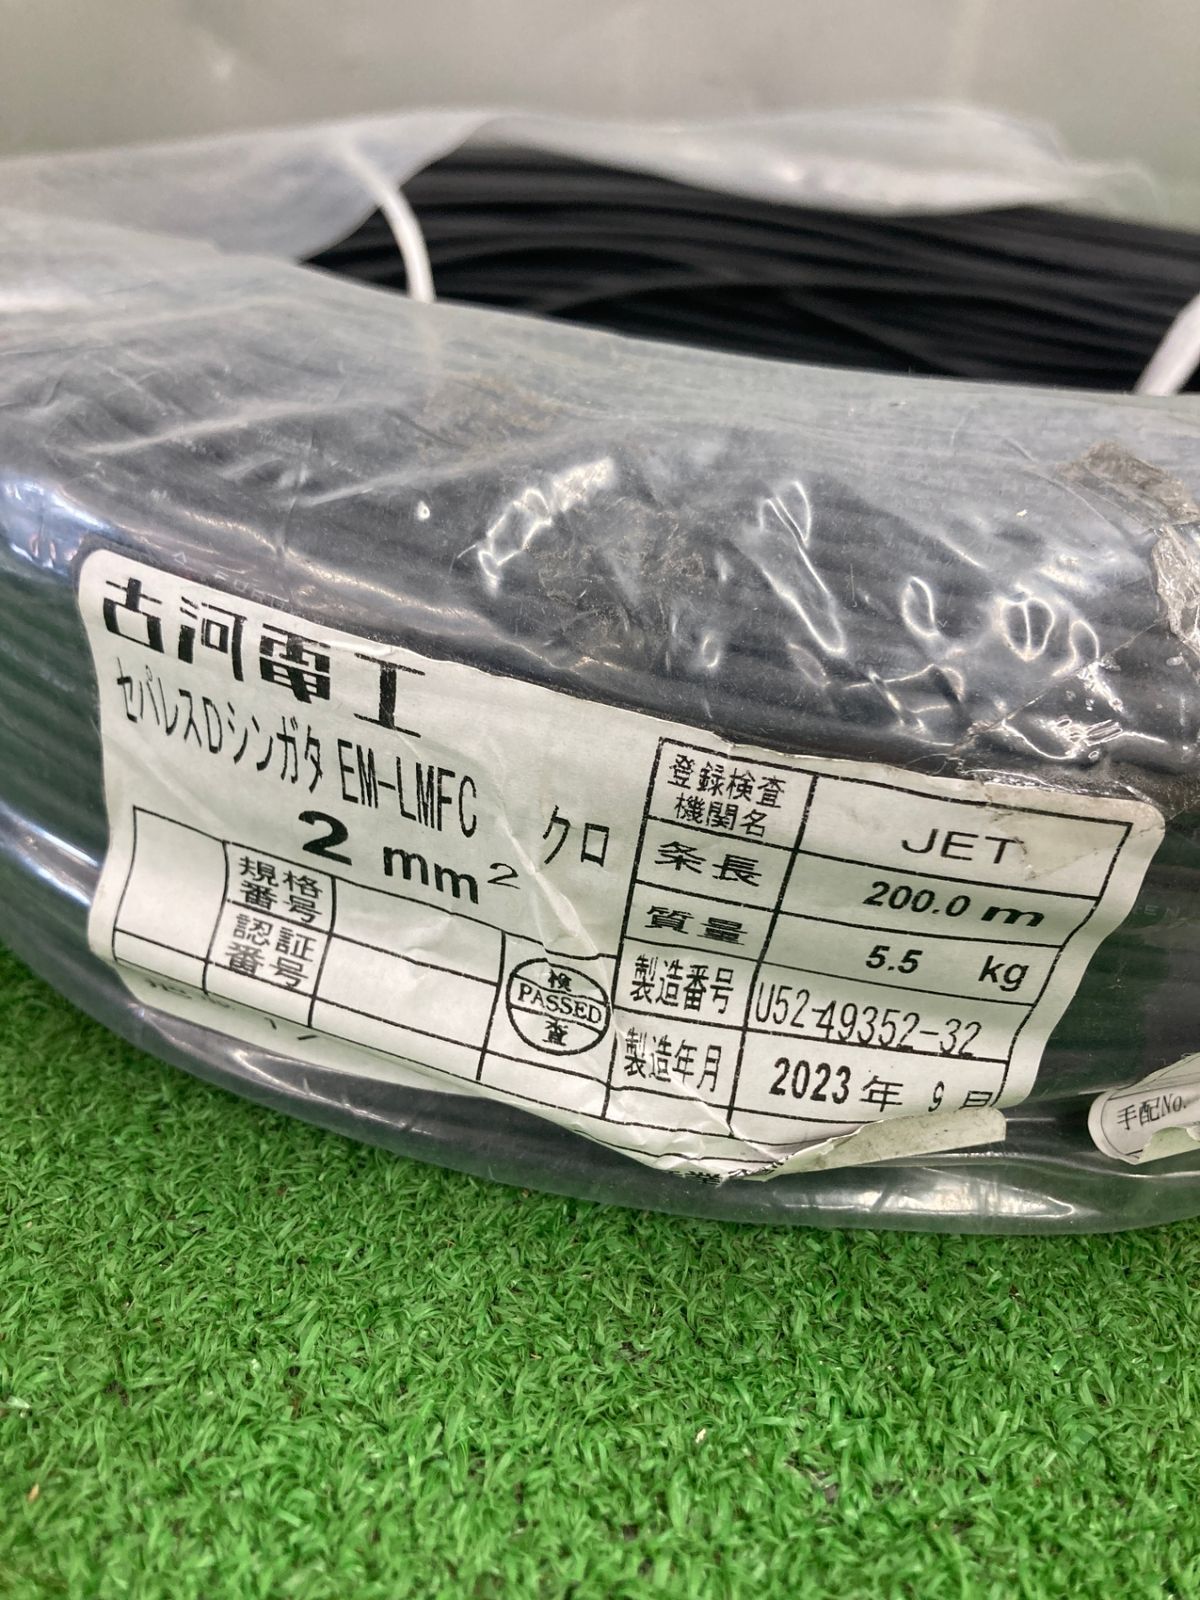 古河電工
セパレスDシンガタ EM-LMFC
2 mm² クロ
規格番号
認証番号
検
PASSED
査
登録検査機関名 JET
条長 200.0 m
質量 5.5 kg
製造番号 U52-49352-32
製造年月 2023年 9月
手配No.